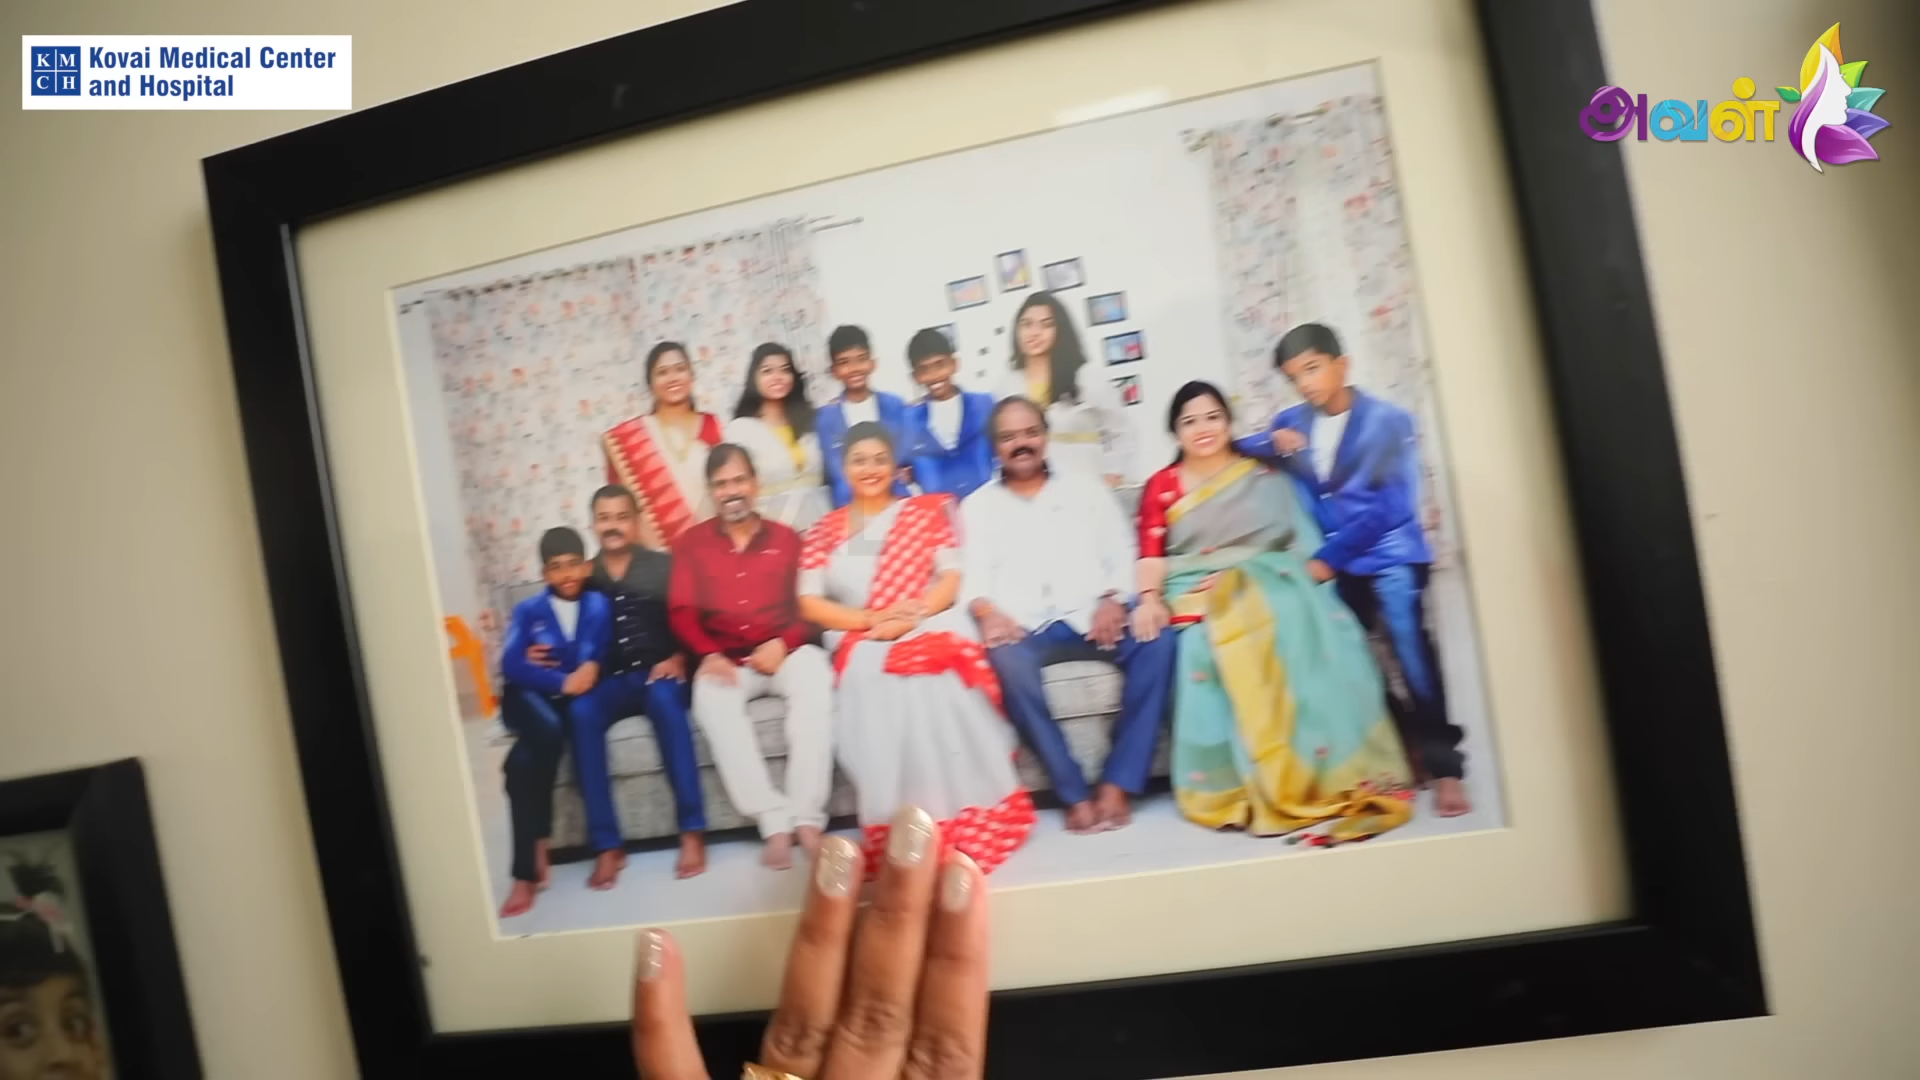 K M
C H
Kovai Medical Center
and Hospital
அவள்